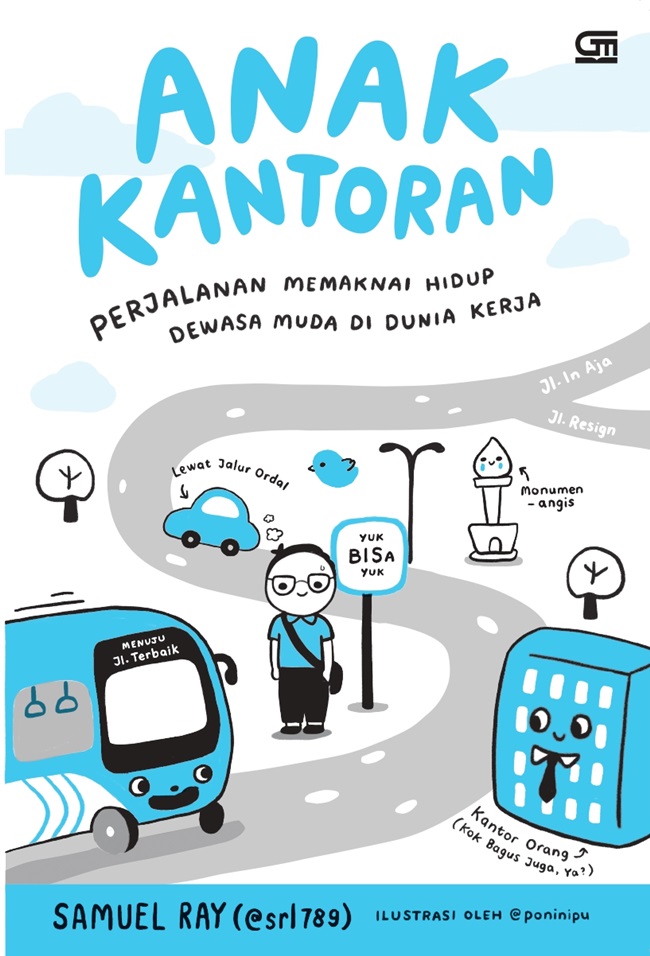 GM
ANAK
KANTORAN
PERJALANAN MEMAKNAI HIDUP
DEWASA MUDA DI DUNIA KERJA
Jl. In Aja
Jl. Resign
Lewat Jalur Ordal
Monumen
-angis
YUK
BISA
YUK
MENUJU
Jl. Terbaik
Kantor Orang
(Kok Bagus Juga, Ya?)
SAMUEL RAY (@srl789) ILUSTRASI OLEH @poninipu